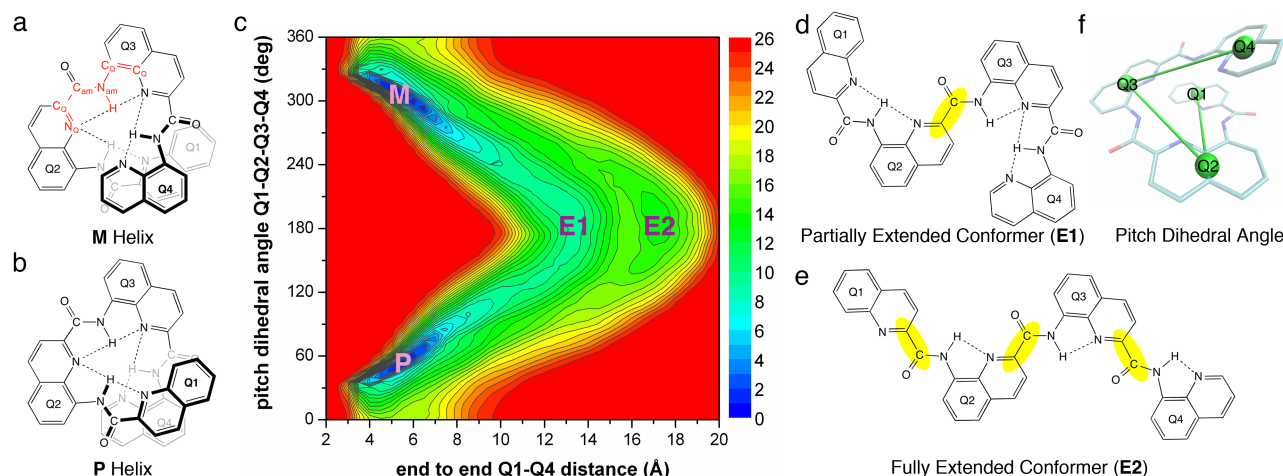 a
Q3
O
CQ
CQ
Cam-Nam
H
CQ
N
NQ
O
H
N
H
N
N
O
Q1
Q2
Q4
M Helix
b
Q3
O
N
H
N
N
O
H
H
N
N
N
Q1
Q2
Q4
O
P Helix
c
pitch dihedral angle Q1-Q2-Q3-Q4 (deg)
360
300
240
180
120
60
0
M
E1
E2
P
2 4 6 8 10 12 14 16 18 20
end to end Q1-Q4 distance (Å)
26
24
22
20
18
16
14
12
10
8
6
4
2
0
d
Q1
N
H
O
N
N
Q2
O
C
N
H
Q3
N
O
H
N
N
Q4
Partially Extended Conformer (E1)
e
Q1
N
C
O
H
N
N
Q2
O
C
N
H
Q3
N
C
O
H
N
N
Q4
Fully Extended Conformer (E2)
f
Q4
Q3
Q1
Q2
Pitch Dihedral Angle